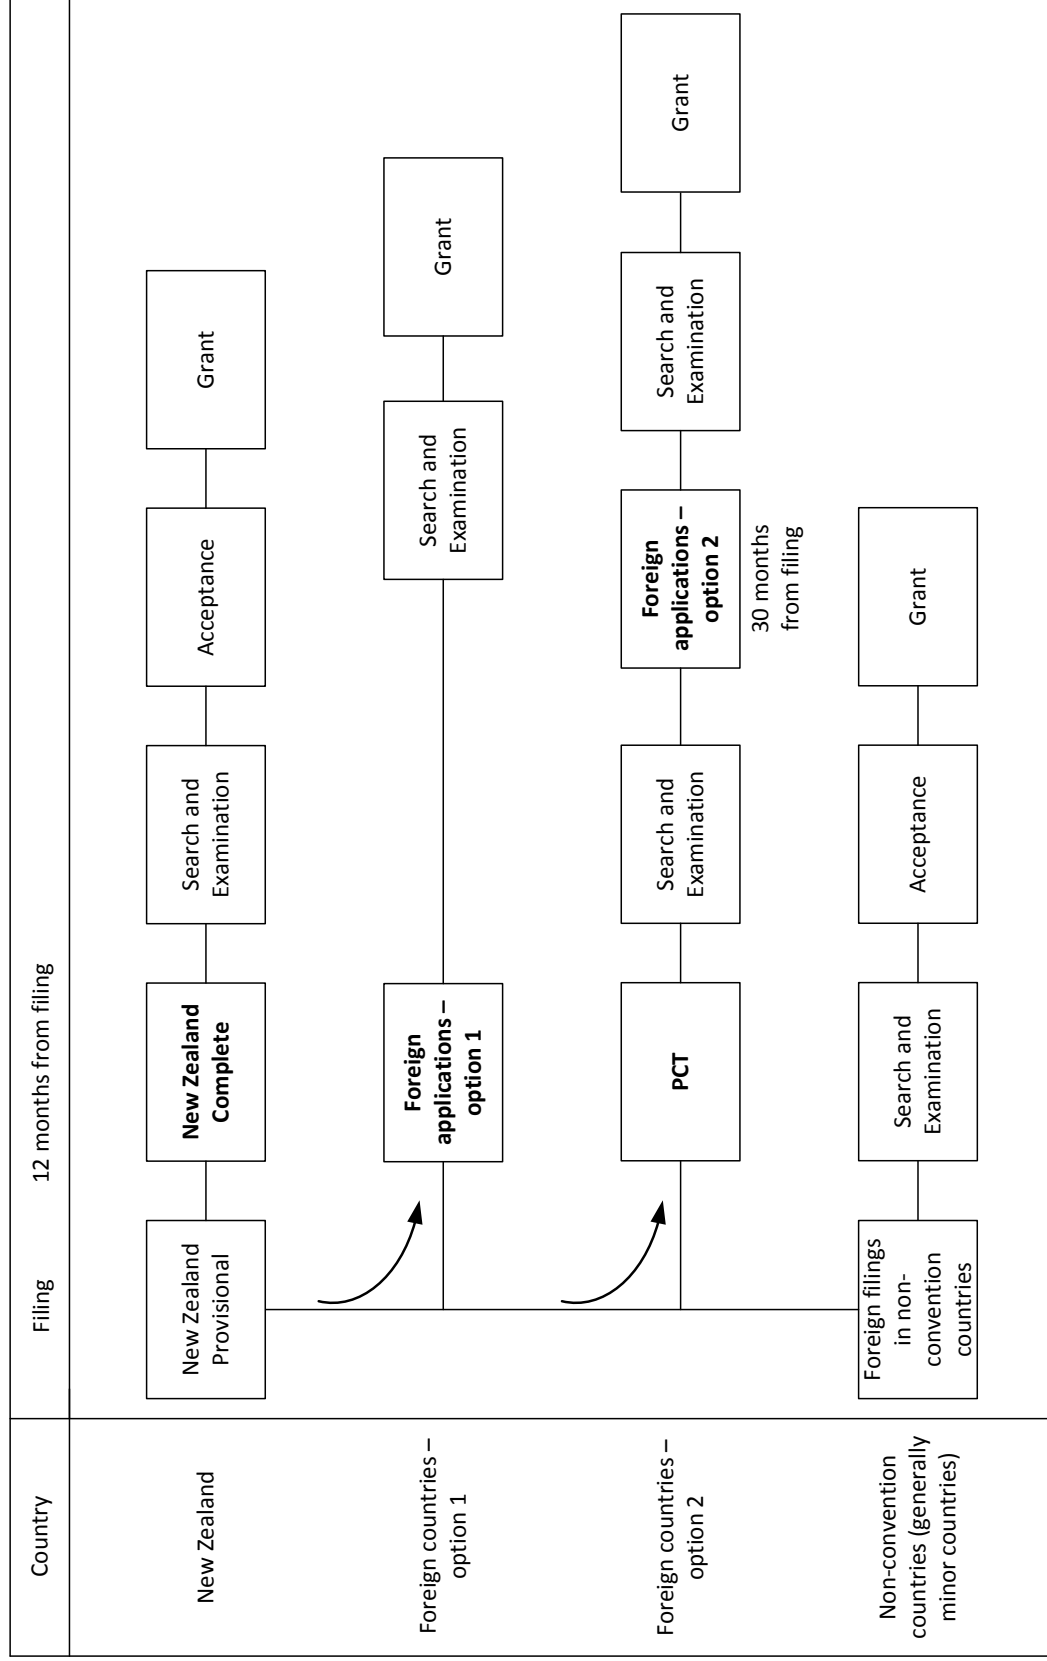 Country
Filing
12 months from filing
New Zealand
New Zealand
Provisional
New Zealand
Complete
Search and
Examination
Acceptance
Grant
Foreign countries –
option 1
Foreign
applications –
option 1
Search and
Examination
Grant
Foreign countries –
option 2
PCT
Search and
Examination
Foreign
applications –
option 2
30 months
from filing
Search and
Examination
Grant
Non-convention
countries (generally
minor countries)
Foreign filings
in non-
convention
countries
Search and
Examination
Acceptance
Grant